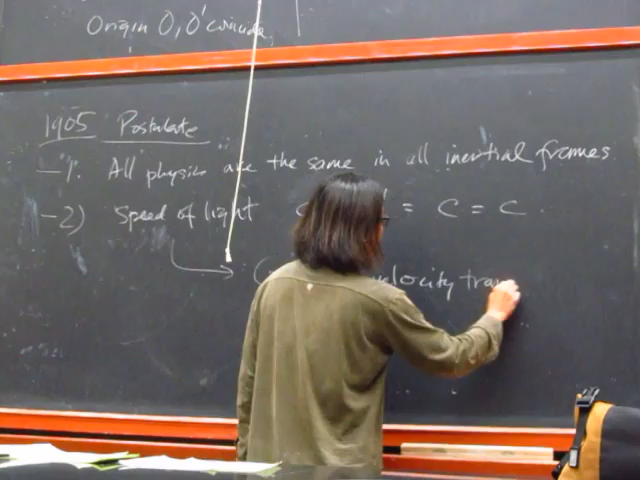 Origin O, O' coincide
1905 Postulate
-1. All physics are the same in all inertial frames
-2) Speed of light = C = C.
velocity tra